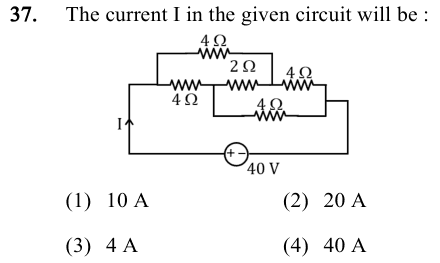 37. The current I in the given circuit will be :
4 Ω
2 Ω
4 Ω
4 Ω
4 Ω
I
+ −
40 V
(1) 10 A
(2) 20 A
(3) 4 A
(4) 40 A